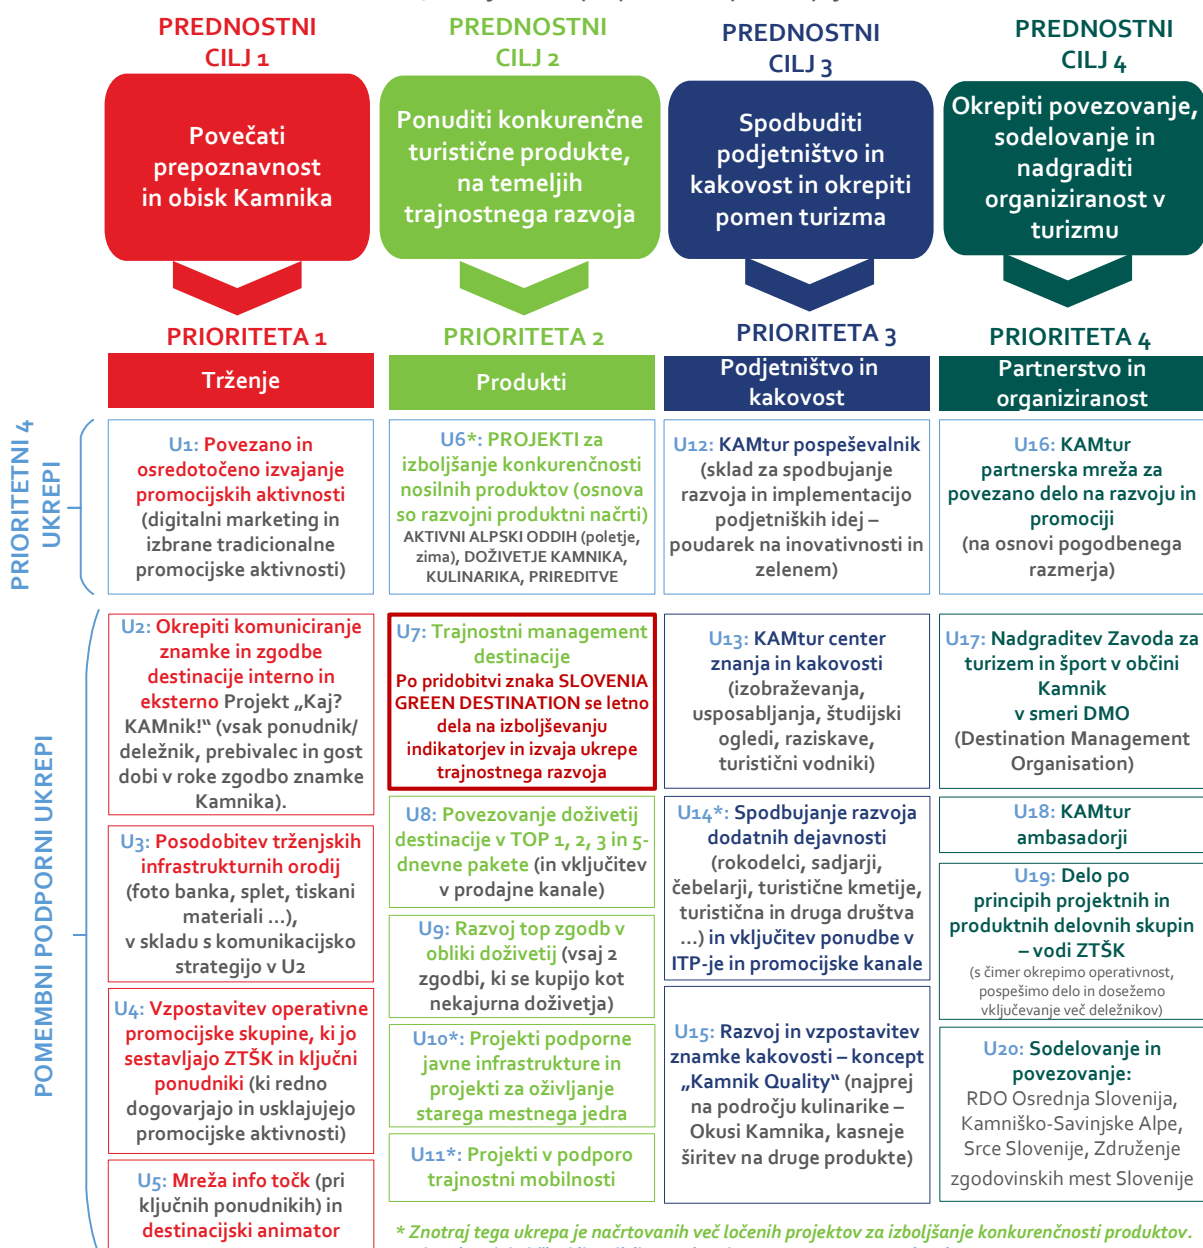 PREDNOSTNI
CILJ 1
Povečati
prepoznavnost
in obisk Kamnika
PRIORITETA 1
Trženje
PREDNOSTNI
CILJ 2
Ponuditi konkurenčne
turistične produkte,
na temeljih
trajnostnega razvoja
PRIORITETA 2
Produkti
PREDNOSTNI
CILJ 3
Spodbuditi
podjetništvo in
kakovost in okrepiti
pomen turizma
PRIORITETA 3
Podjetništvo in
kakovost
PREDNOSTNI
CILJ 4
Okrepiti povezovanje,
sodelovanje in
nadgraditi
organiziranost v
turizmu
PRIORITETA 4
Partnerstvo in
organiziranost
PRIORITETNI 4
UKREPI
U1: Povezano in
osredotočeno izvajanje
promocijskih aktivnosti
(digitalni marketing in
izbrane tradicionalne
promocijske aktivnosti)
U6*: PROJEKTI za
izboljšanje konkurenčnosti
nosilnih produktov (osnova
so razvojni produktni načrti)
AKTIVNI ALPSKI ODDIH (poletje,
zima), DOŽIVETJE KAMNIKA,
KULINARIKA, PRIREDITVE
U12: KAMtur pospeševalnik
(sklad za spodbujanje
razvoja in implementacijo
podjetniških idej –
poudarek na inovativnosti in
zelenem)
U16: KAMtur
partnerska mreža za
povezano delo na razvoju in
promociji
(na osnovi pogodbenega
razmerja)
POMEMBNI PODPORNI UKREPI
U2: Okrepiti komuniciranje
znamke in zgodbe
destinacije interno in
eksterno Projekt „Kaj?
KAMnik!“ (vsak ponudnik/
deležnik, prebivalec in gost
dobi v roke zgodbo znamke
Kamnika).
U3: Posodobitev trženjskih
infrastrukturnih orodij
(foto banka, splet, tiskani
materiali ...),
v skladu s komunikacijsko
strategijo v U2
U4: Vzpostavitev operativne
promocijske skupine, ki jo
sestavljajo ZTŠK in ključni
ponudniki (ki redno
dogovarjajo in usklajujejo
promocijske aktivnosti)
U5: Mreža info točk (pri
ključnih ponudnikih) in
destinacijski animator
U7: Trajnostni management
destinacije
Po pridobitvi znaka SLOVENIA
GREEN DESTINATION se letno
dela na izboljševanju
indikatorjev in izvaja ukrepe
trajnostnega razvoja
U8: Povezovanje doživetij
destinacije v TOP 1, 2, 3 in 5-
dnevne pakete (in vključitev
v prodajne kanale)
U9: Razvoj top zgodb v
obliki doživetij (vsaj 2
zgodbi, ki se kupijo kot
nekajurna doživetja)
U10*: Projekti podporne
javne infrastrukture in
projekti za oživljanje
starega mestnega jedra
U11*: Projekti v podporo
trajnostni mobilnosti
U13: KAMtur center
znanja in kakovosti
(izobraževanja,
usposabljanja, študijski
ogledi, raziskave,
turistični vodniki)
U14*: Spodbujanje razvoja
dodatnih dejavnosti
(rokodelci, sadjarji,
čebelarji, turistične kmetije,
turistična in druga društva
...) in vključitev ponudbe v
ITP-je in promocijske kanale
U15: Razvoj in vzpostavitev
znamke kakovosti – koncept
„Kamnik Quality“ (najprej
na področju kulinarike –
Okusi Kamnika, kasneje
širitev na druge produkte)
U17: Nadgraditev Zavoda za
turizem in šport v občini
Kamnik
v smeri DMO
(Destination Management
Organisation)
U18: KAMtur
ambasadorji
U19: Delo po
principih projektnih in
produktnih delovnih skupin
– vodi ZTŠK
(s čimer okrepimo operativnost,
pospešimo delo in dosežemo
vključevanje več deležnikov)
U20: Sodelovanje in
povezovanje:
RDO Osrednja Slovenija,
Kamniško-Savinjske Alpe,
Srce Slovenije, Združenje
zgodovinskih mest Slovenije
* Znotraj tega ukrepa je načrtovanih več ločenih projektov za izboljšanje konkurenčnosti produktov.